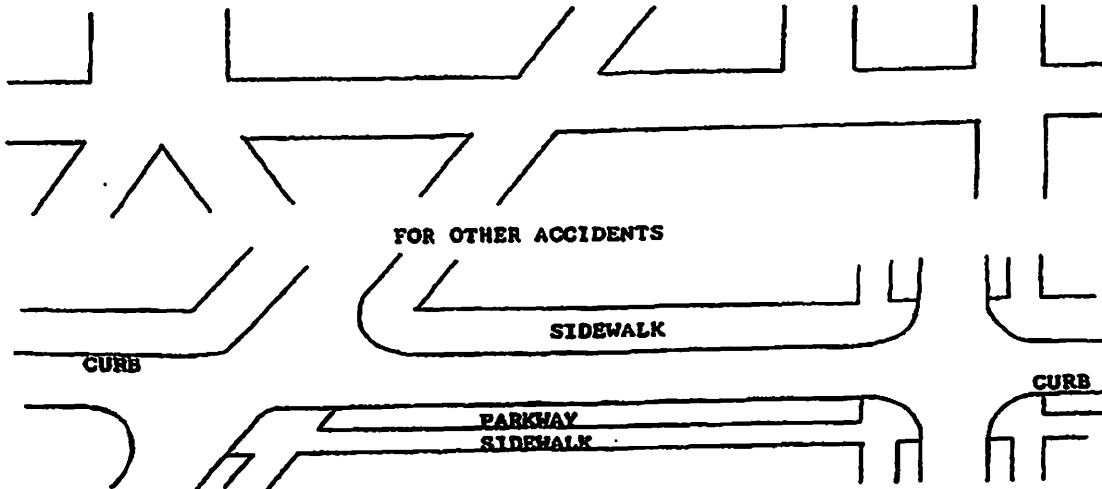 FOR OTHER ACCIDENTS
SIDEWALK
CURB
CURB
PARKWAY
SIDEWALK